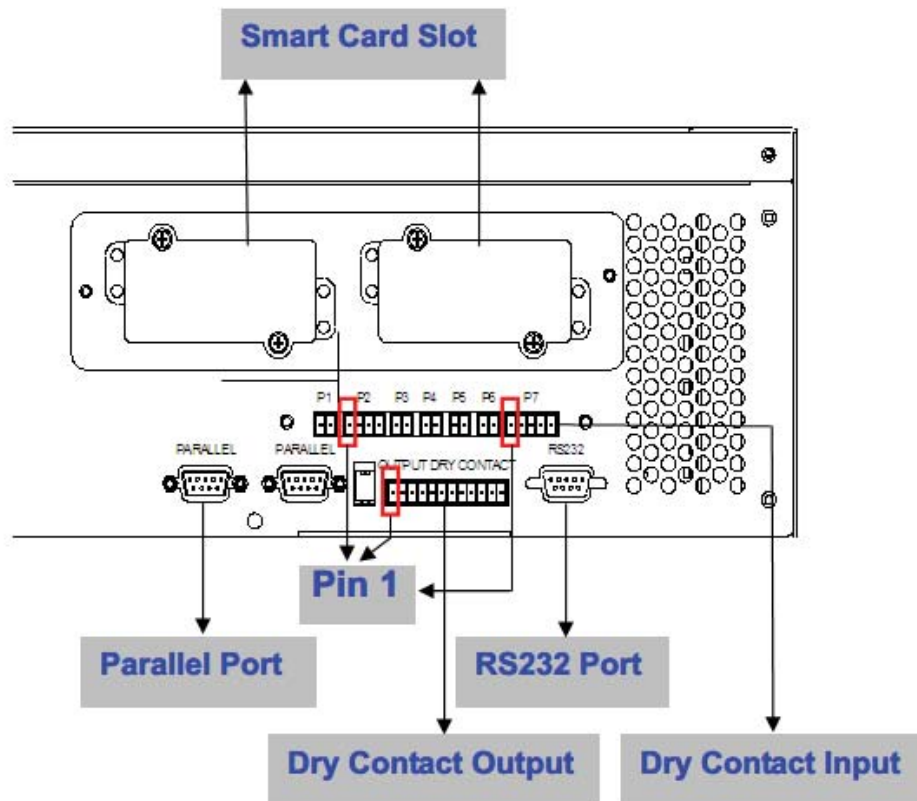 Smart Card Slot
P1 P2 P3 P4 P5 P6 P7
PARALLEL PARALLEL OUTPUT DRY CONTACT RS232
Pin 1
Parallel Port RS232 Port
Dry Contact Output Dry Contact Input